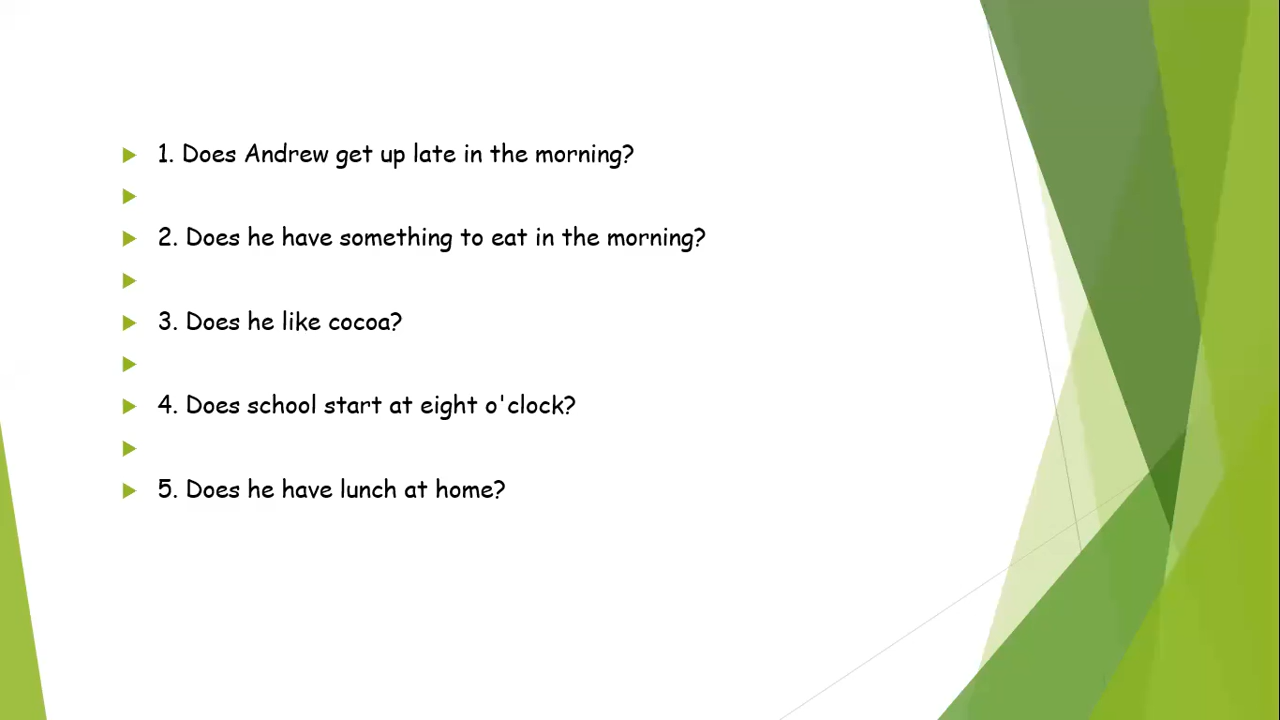 1. Does Andrew get up late in the morning?
2. Does he have something to eat in the morning?
3. Does he like cocoa?
4. Does school start at eight o'clock?
5. Does he have lunch at home?